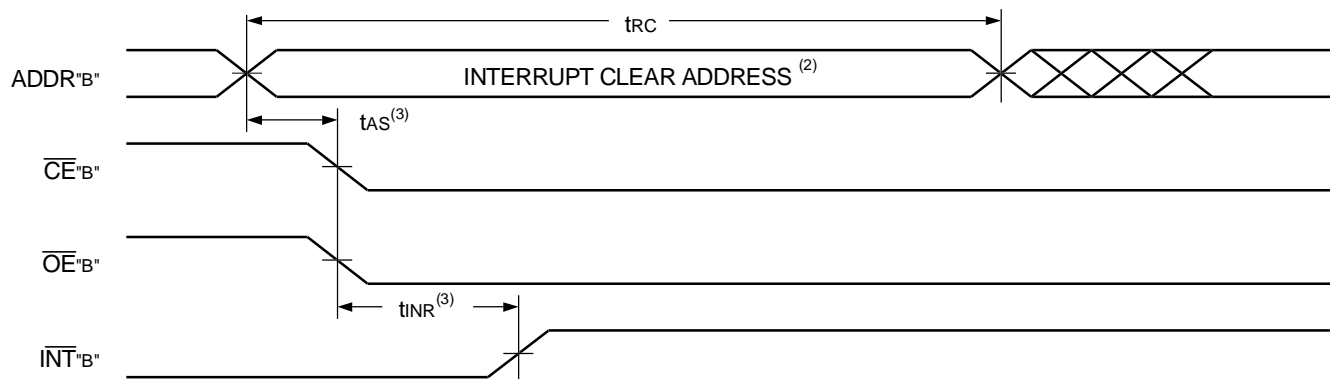 tRC
ADDR"B"
INTERRUPT CLEAR ADDRESS (2)
tAS(3)
CE"B"
OE"B"
tINR(3)
INT"B"